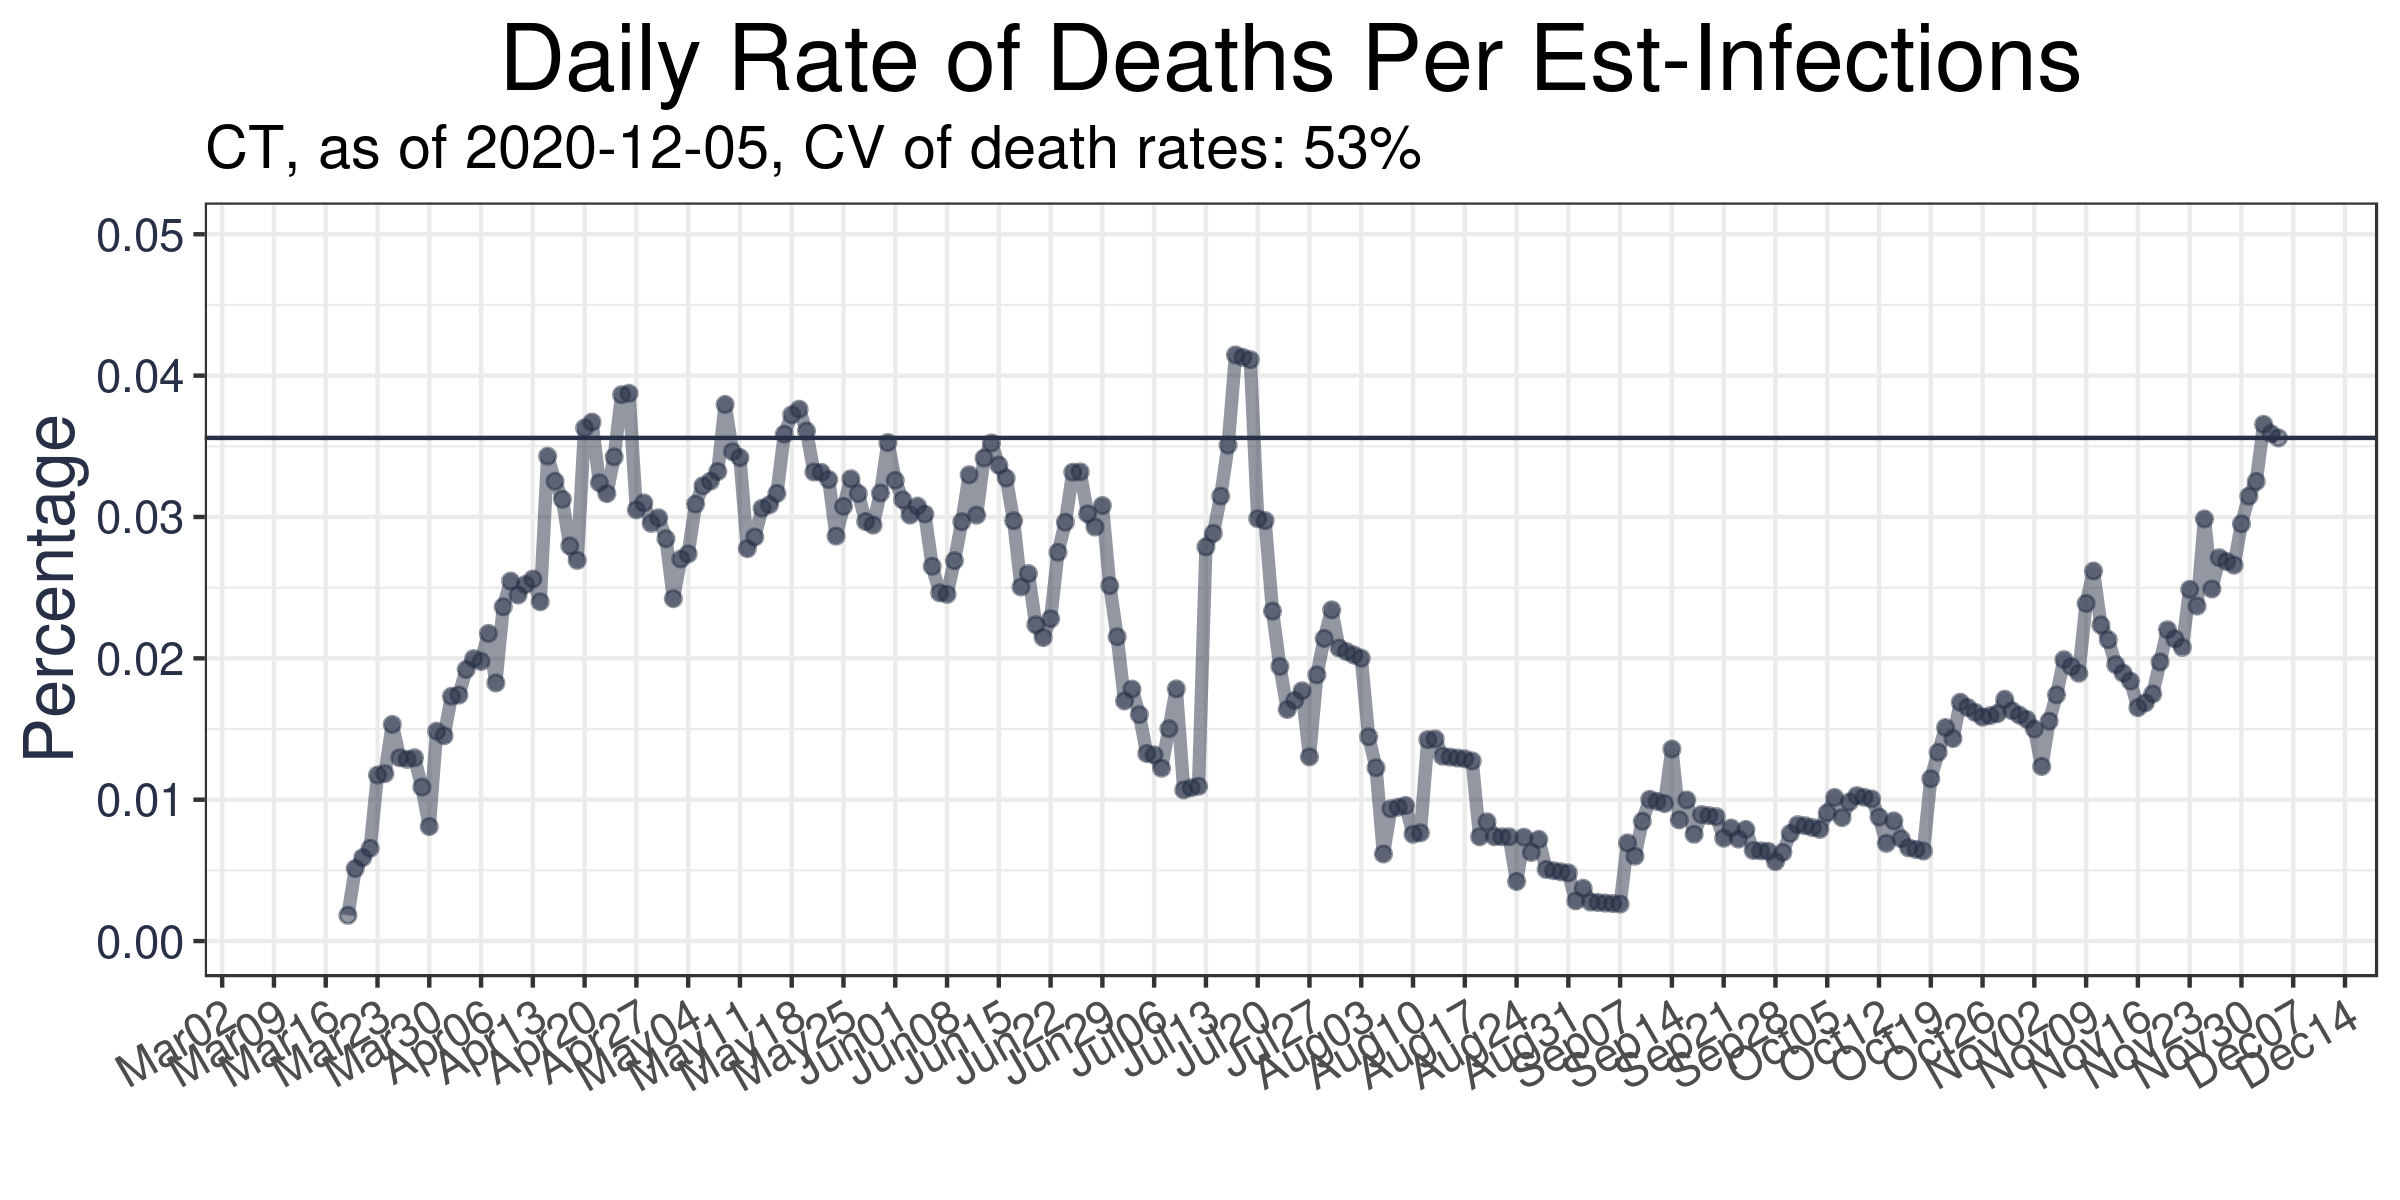 Daily Rate of Deaths Per Est-Infections
CT, as of 2020-12-05, CV of death rates: 53%
Percentage
0.05
0.04
0.03
0.02
0.01
0.00
Mar02
Mar09
Mar16
Mar23
Mar30
Apr06
Apr13
Apr20
Apr27
May04
May11
May18
May25
Jun01
Jun08
Jun15
Jun22
Jun29
Jul06
Jul13
Jul20
Jul27
Aug03
Aug10
Aug17
Aug24
Aug31
Sep07
Sep14
Sep21
Sep28
Oct05
Oct12
Oct19
Oct26
Nov02
Nov09
Nov16
Nov23
Nov30
Dec07
Dec14